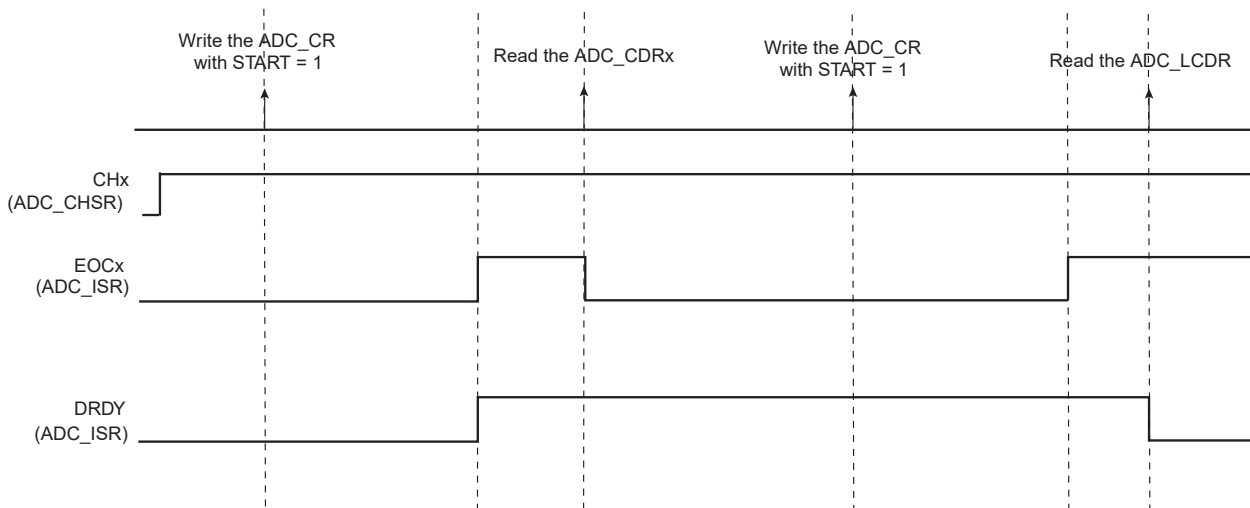 Write the ADC_CR
with START = 1
Read the ADC_CDRx
Write the ADC_CR
with START = 1
Read the ADC_LCDR
CHx
(ADC_CHSR)
EOCx
(ADC_ISR)
DRDY
(ADC_ISR)